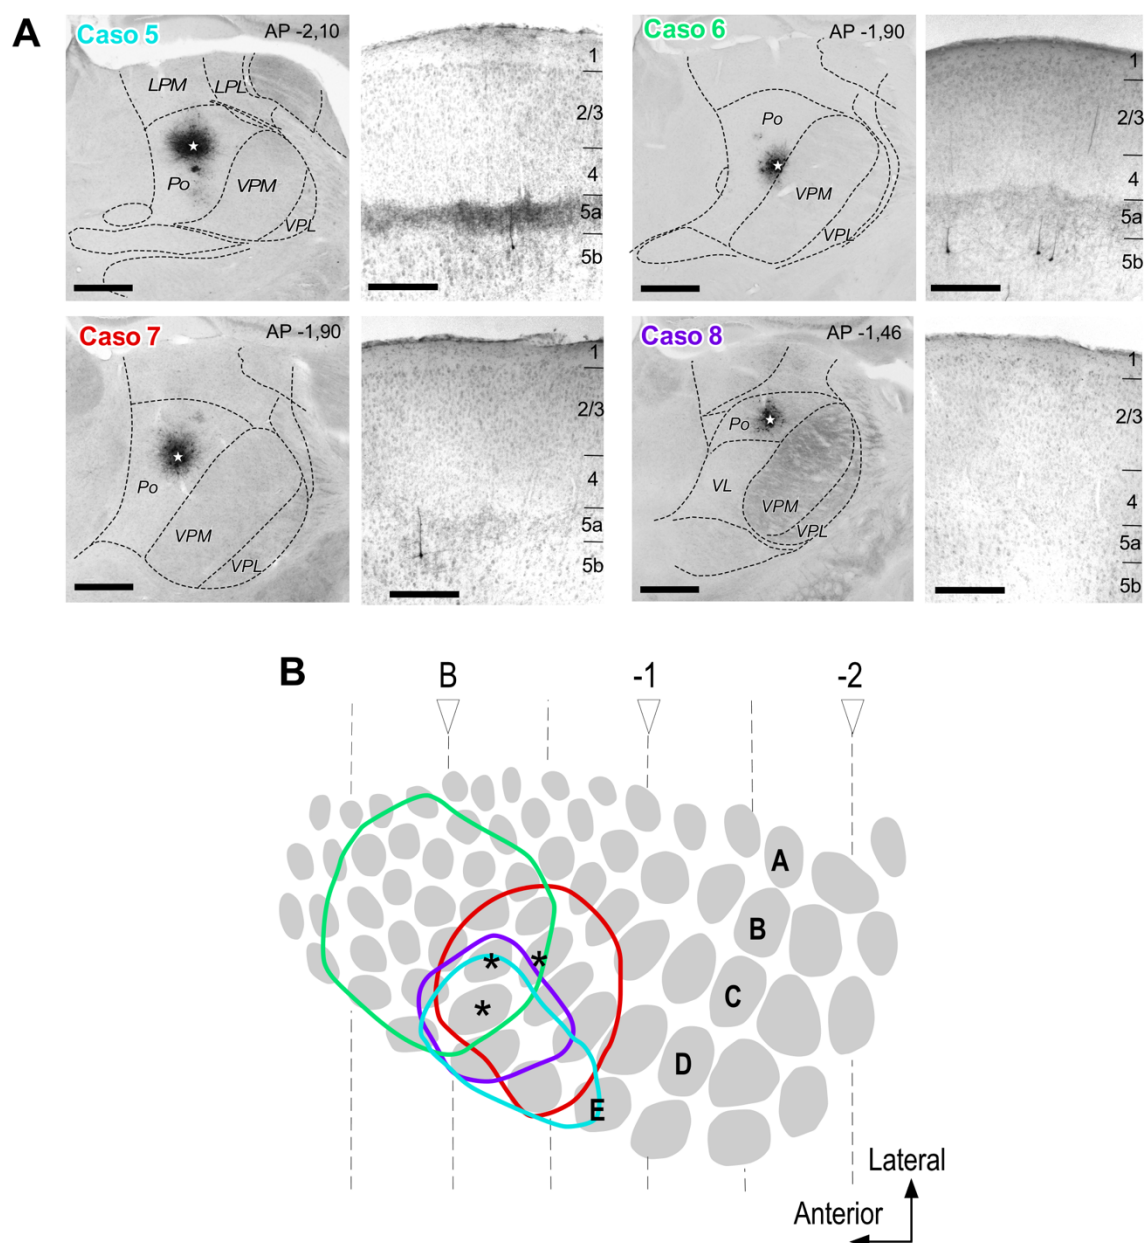 A
Caso 5
AP -2,10
LPM
LPL
Po
VPM
VPL
1
2/3
4
5a
5b
Caso 6
AP -1,90
Po
VPM
VPL
1
2/3
4
5a
5b
Caso 7
AP -1,90
Po
VPM
VPL
1
2/3
4
5a
5b
Caso 8
AP -1,46
Po
VL
VPM
VPL
1
2/3
4
5a
5b
B
B
-1
-2
A
B
*
*
C
*
D
E
Lateral
Anterior